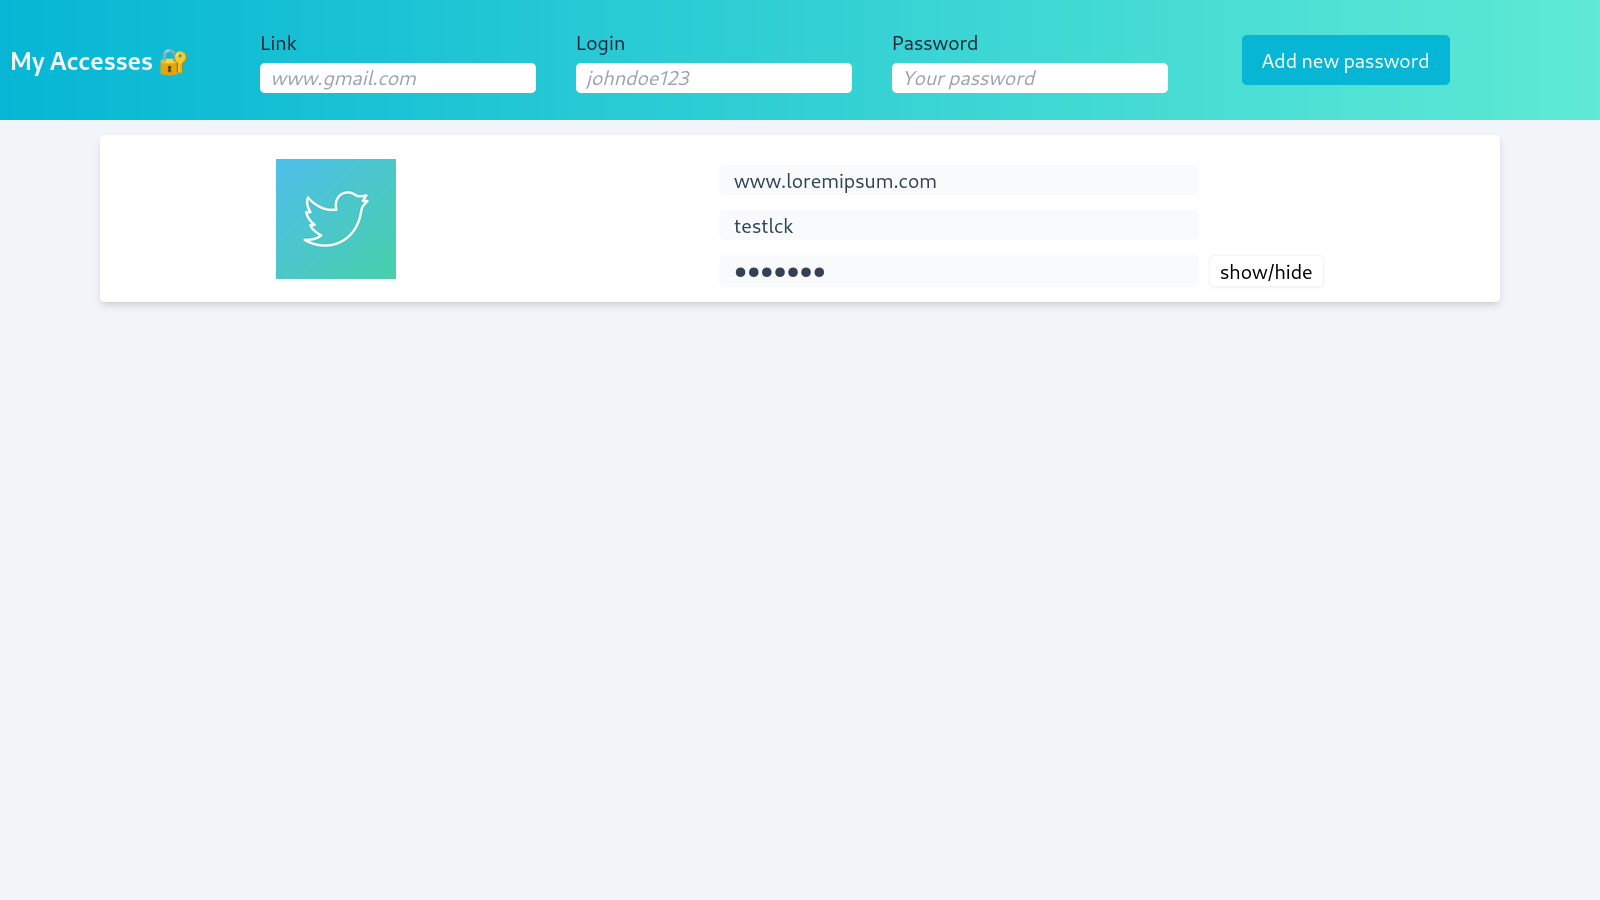 My Accesses 🔐
Link
www.gmail.com
Login
johndoe123
Password
Your password
Add new password
www.loremipsum.com
testlck
●●●●●●●
show/hide